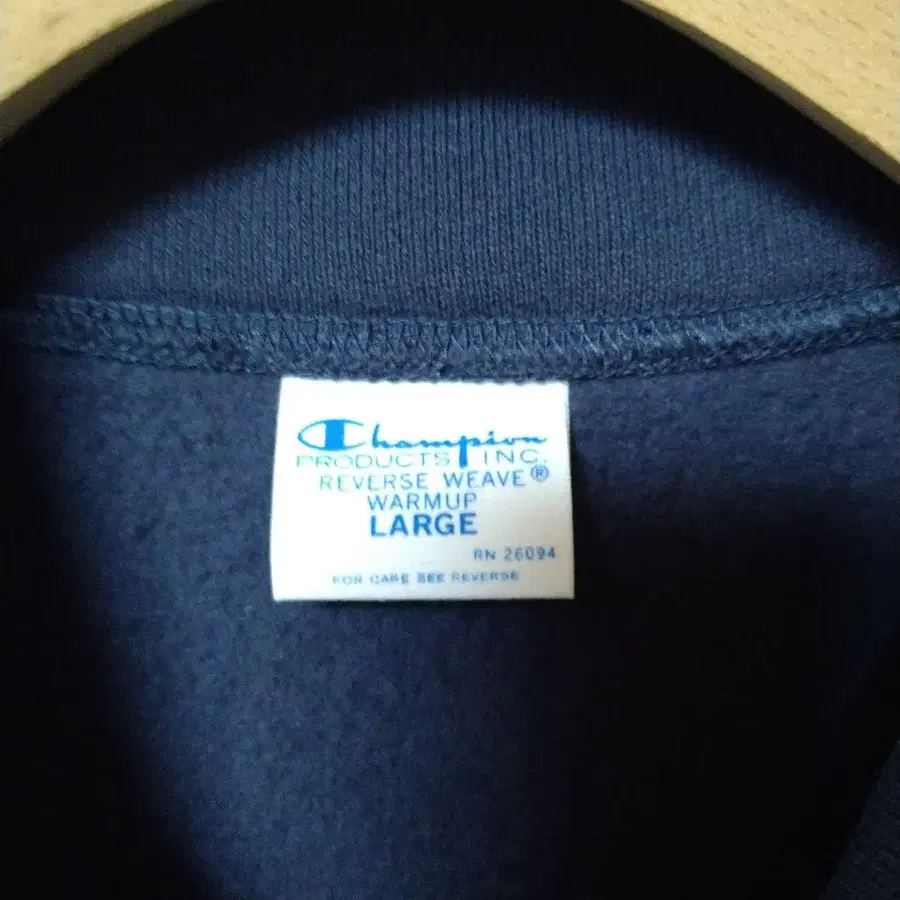 Champion
PRODUCTS INC.
REVERSE WEAVE®
WARMUP
LARGE
RN 26094
FOR CARE SEE REVERSE